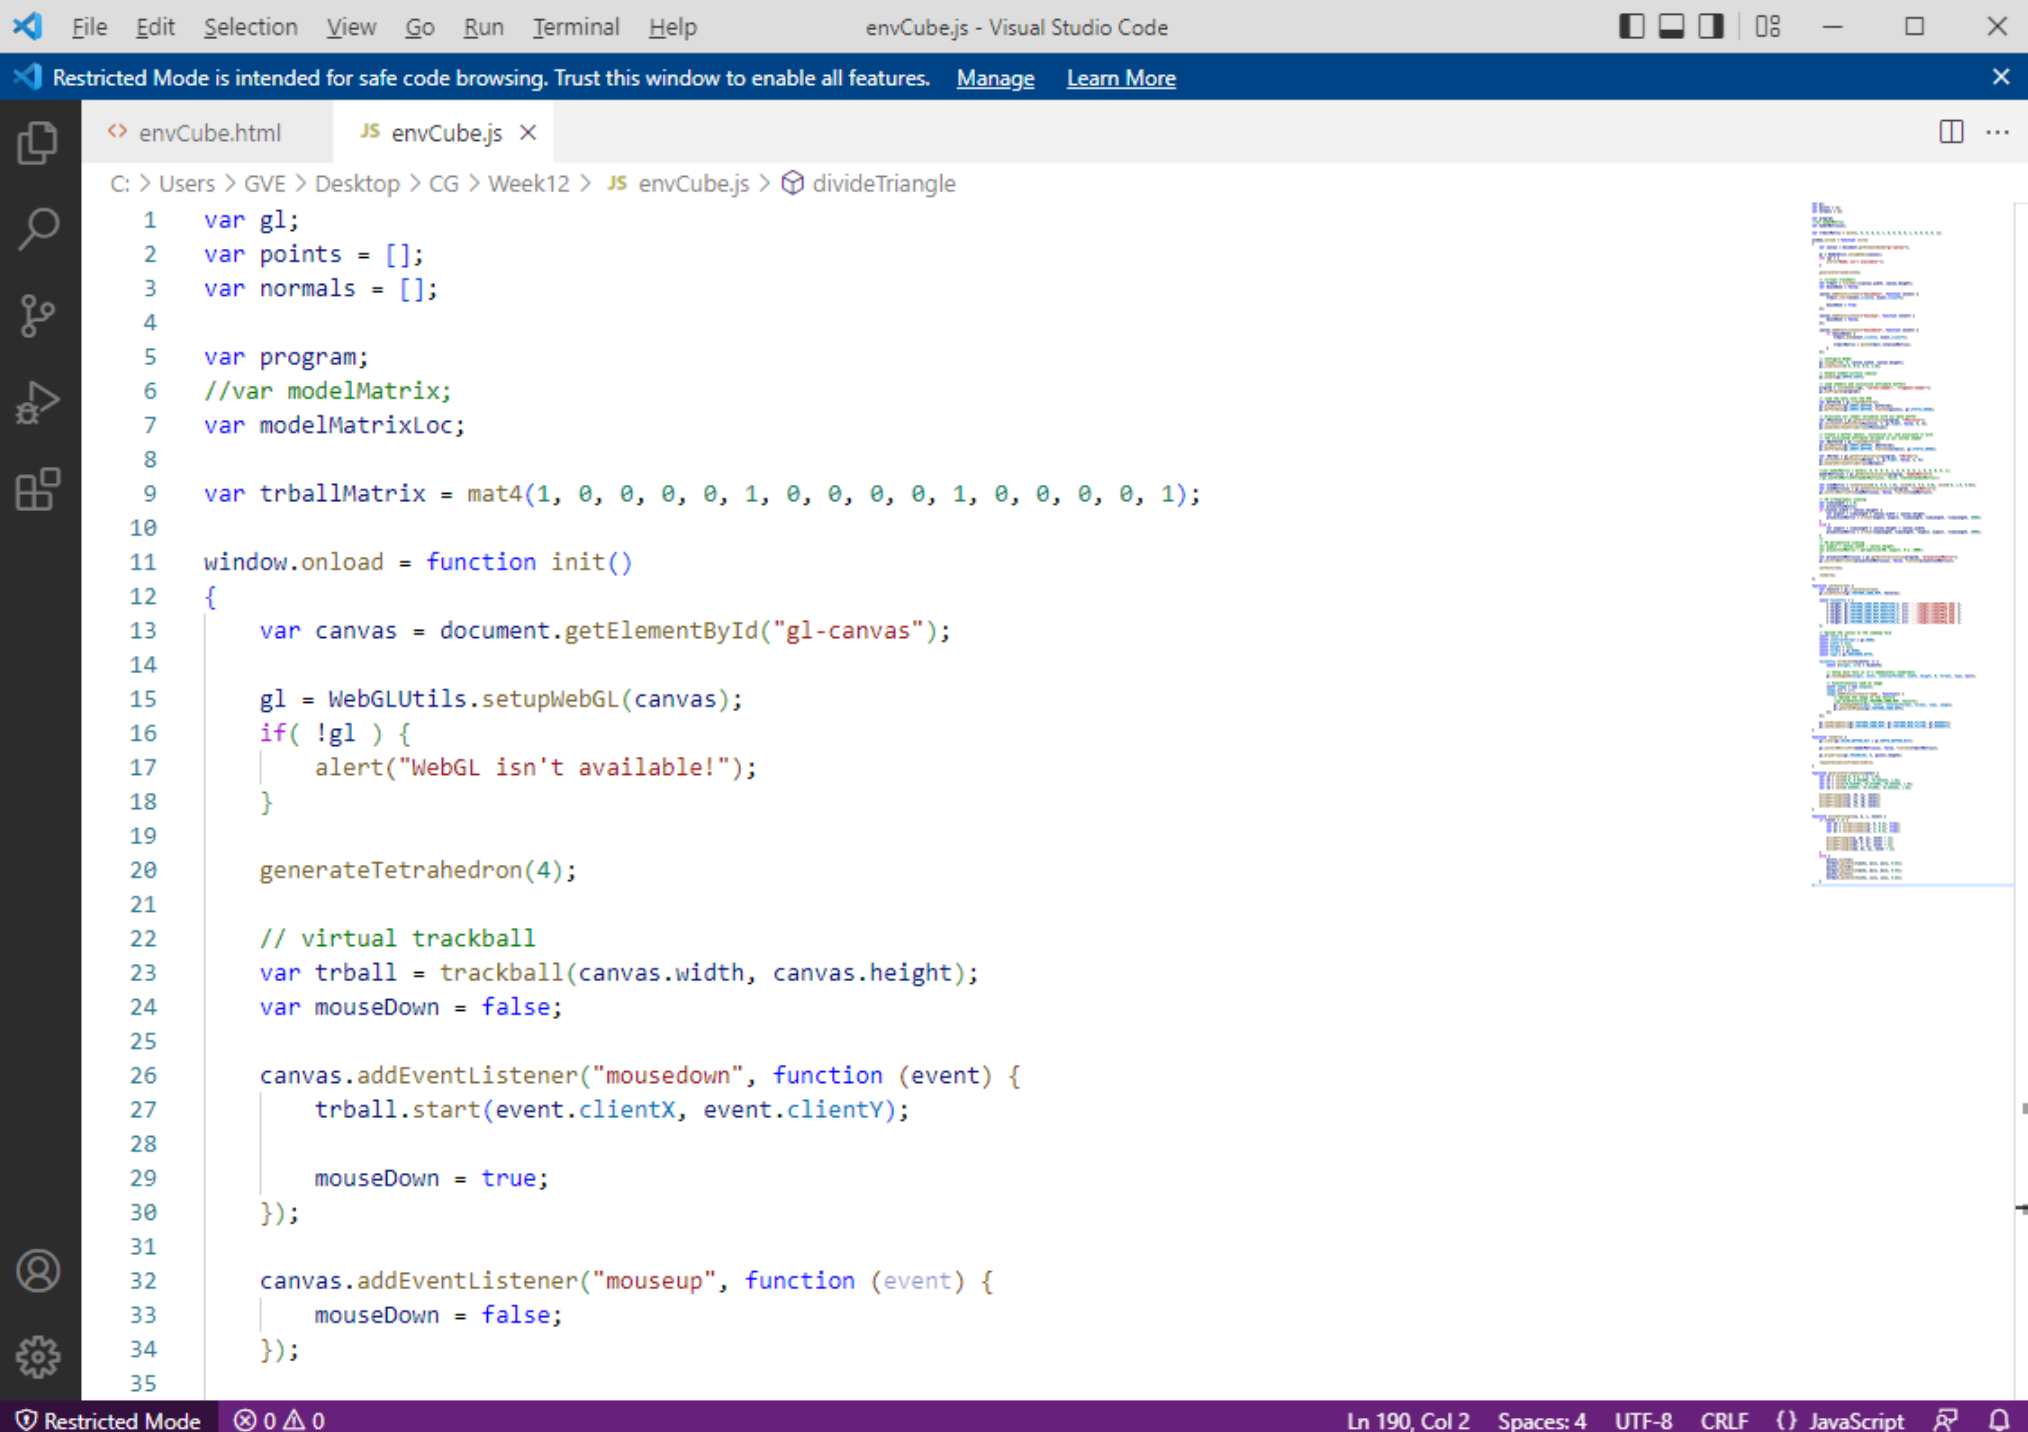 File Edit Selection View Go Run Terminal Help envCube.js - Visual Studio Code
Restricted Mode is intended for safe code browsing. Trust this window to enable all features. Manage Learn More
<> envCube.html JS envCube.js
C: > Users > GVE > Desktop > CG > Week12 > JS envCube.js > divideTriangle
1 var gl;
2 var points = [];
3 var normals = [];
4
5 var program;
6 //var modelMatrix;
7 var modelMatrixLoc;
8
9 var trballMatrix = mat4(1, 0, 0, 0, 0, 1, 0, 0, 0, 0, 1, 0, 0, 0, 0, 1);
10
11 window.onload = function init()
12 {
13     var canvas = document.getElementById("gl-canvas");
14
15     gl = WebGLUtils.setupWebGL(canvas);
16     if( !gl ) {
17         alert("WebGL isn't available!");
18     }
19
20     generateTetrahedron(4);
21
22     // virtual trackball
23     var trball = trackball(canvas.width, canvas.height);
24     var mouseDown = false;
25
26     canvas.addEventListener("mousedown", function (event) {
27         trball.start(event.clientX, event.clientY);
28
29         mouseDown = true;
30     });
31
32     canvas.addEventListener("mouseup", function (event) {
33         mouseDown = false;
34     });
35
Restricted Mode 0 0 Ln 190, Col 2 Spaces: 4 UTF-8 CRLF {} JavaScript